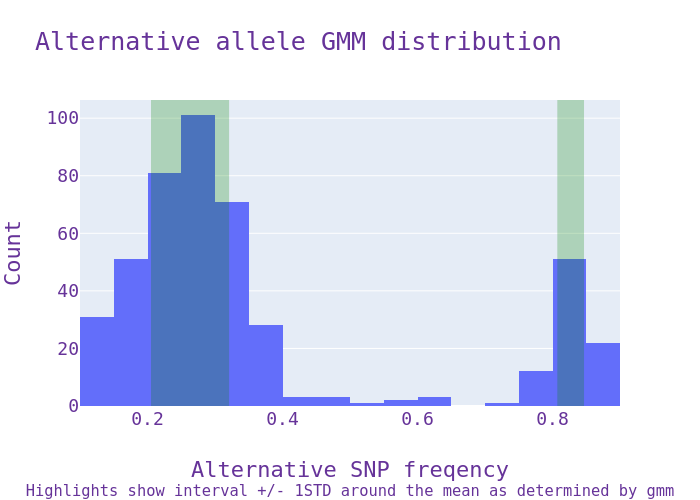 Alternative allele GMM distribution
Count
100
80
60
40
20
0
0.2
0.4
0.6
0.8
Alternative SNP freqency
Highlights show interval +/- 1STD around the mean as determined by gmm